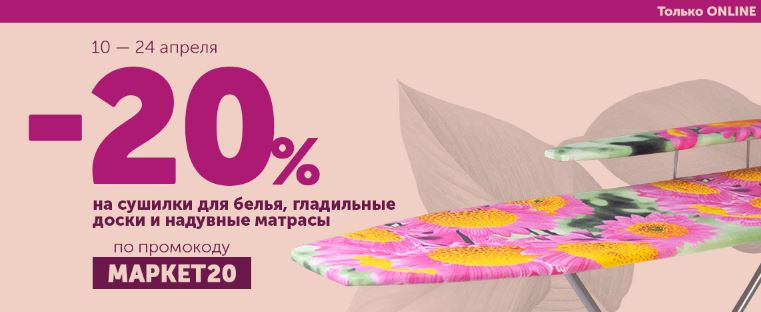 Только ONLINE
10 — 24 апреля
-20%
на сушилки для белья, гладильные
доски и надувные матрасы
по промокоду
МАРКЕТ20